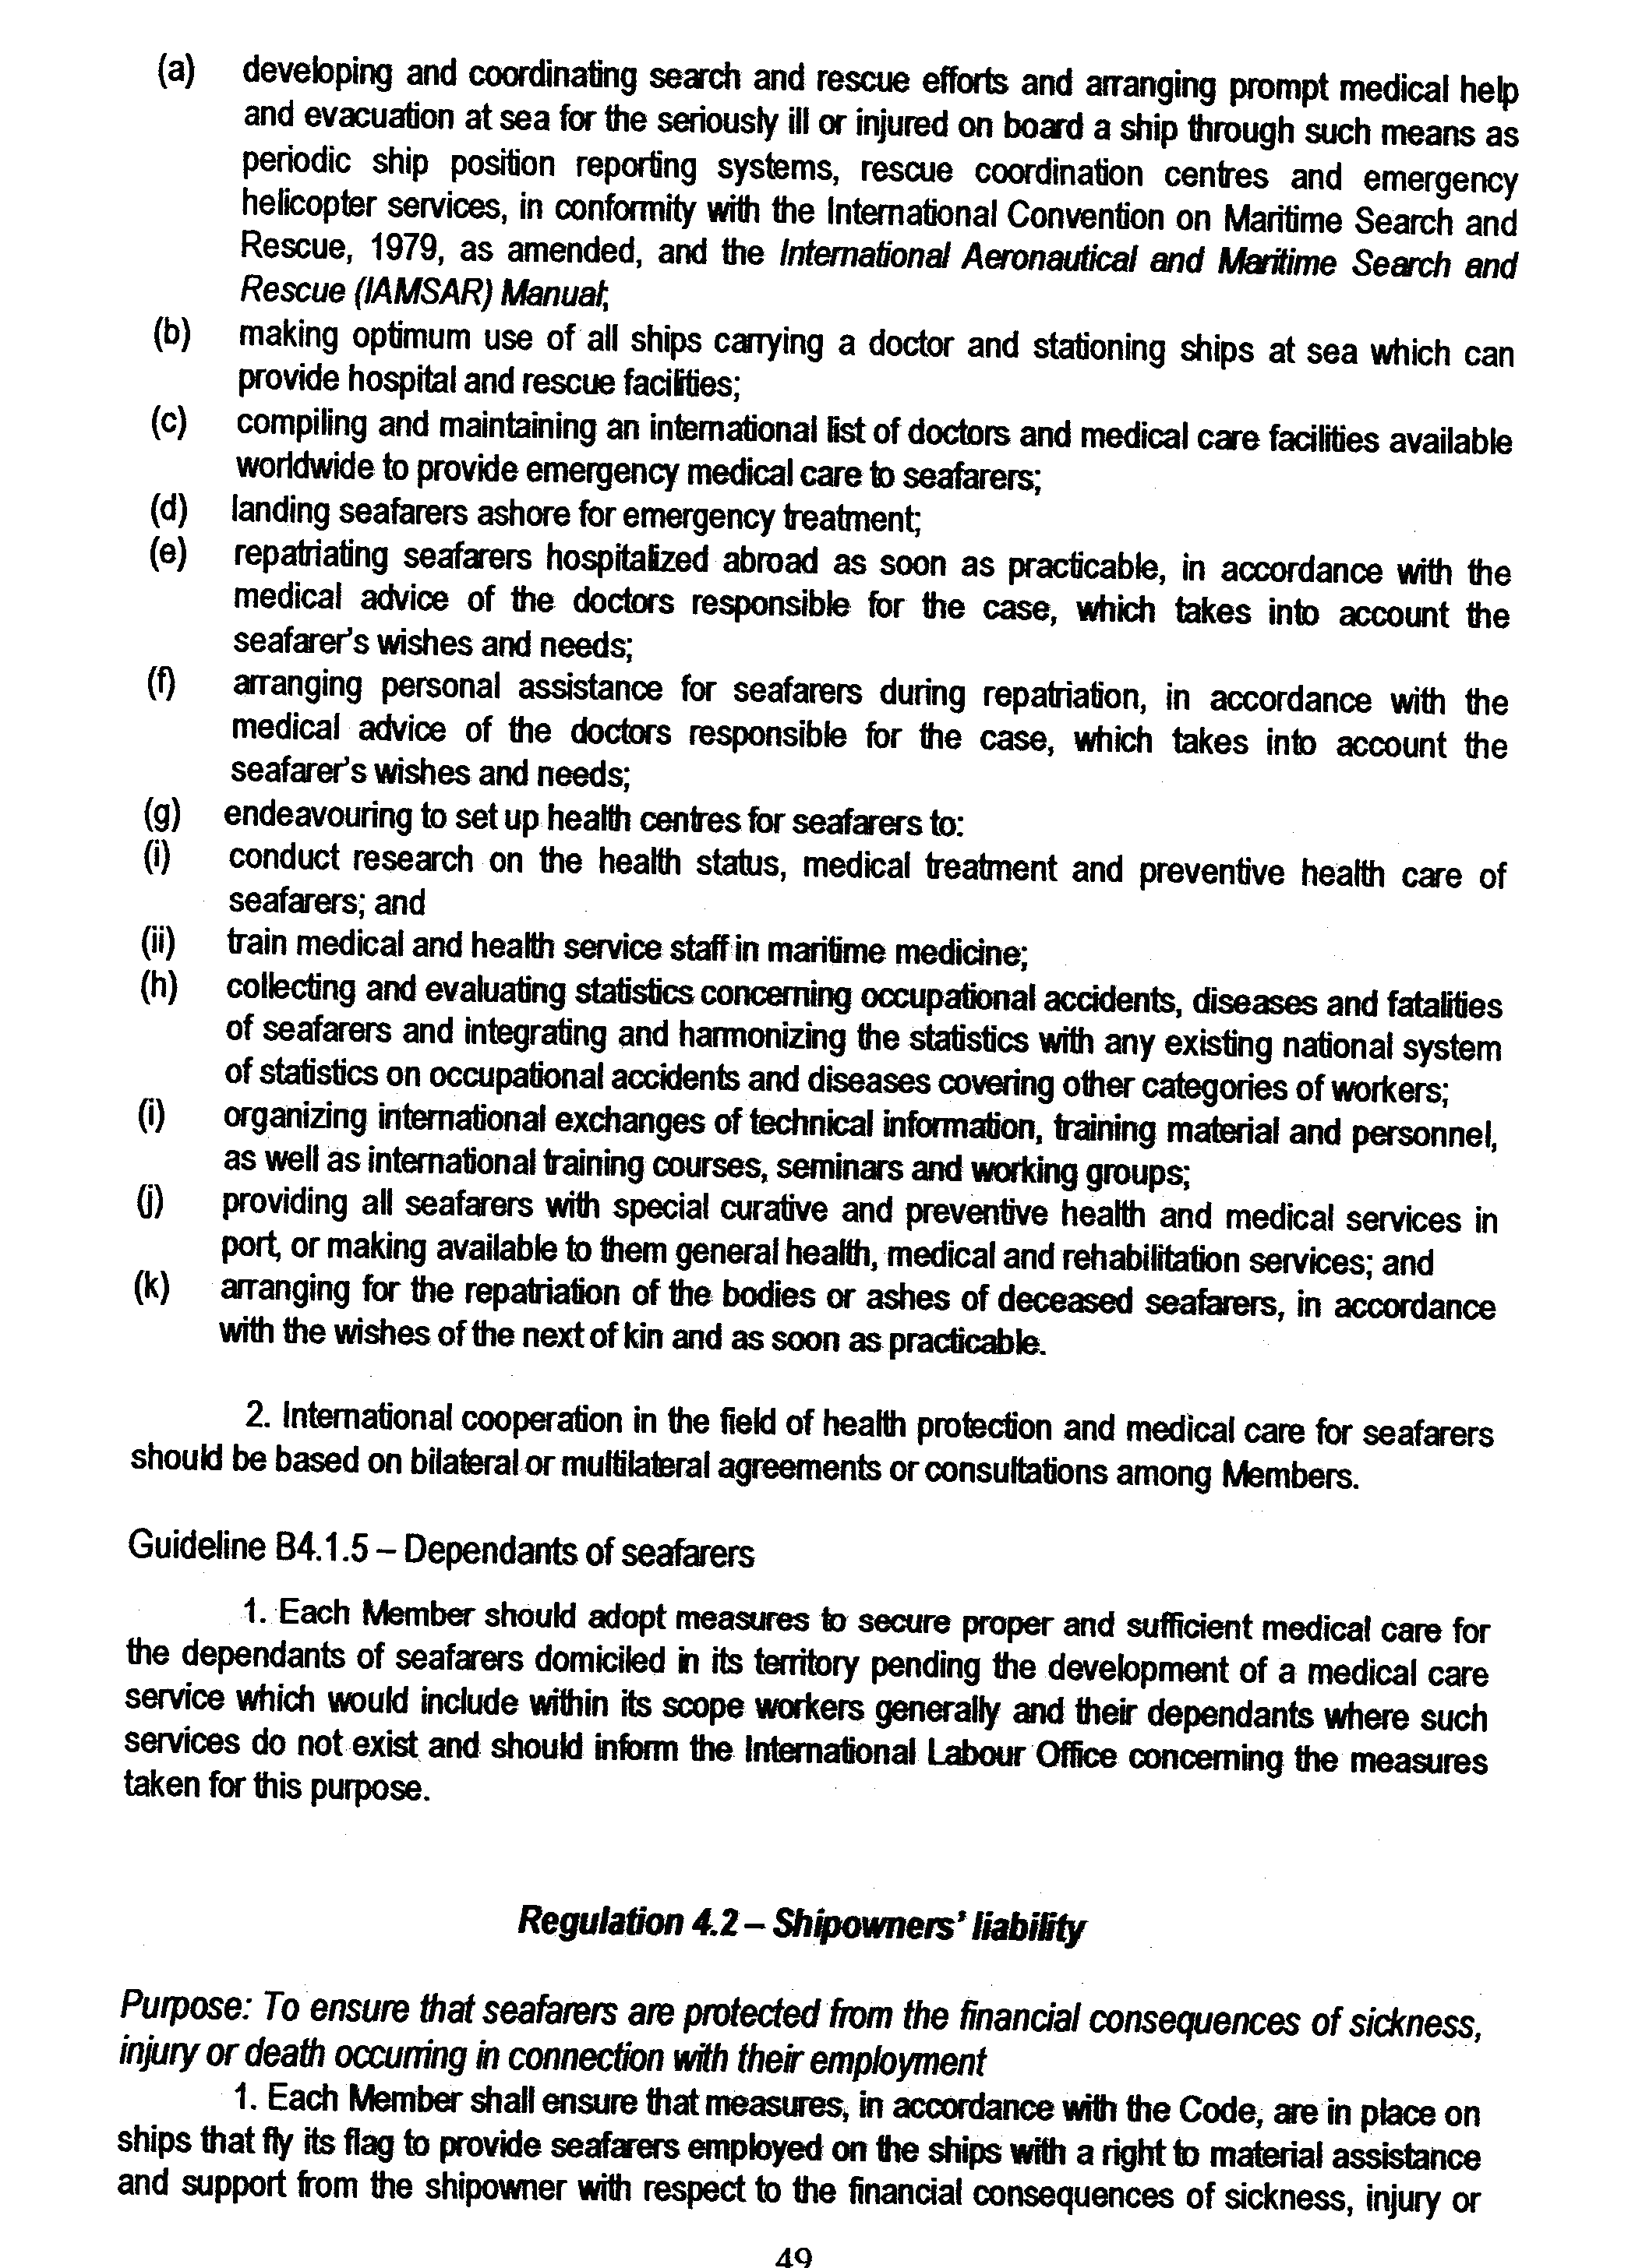 (a) developing and coordinating search and rescue efforts and arranging prompt medical help
and evacuation at sea for the seriously ill or injured on board a ship through such means as
periodic ship position reporting systems, rescue coordination centres and emergency
helicopter services, in conformity with the International Convention on Maritime Search and
Rescue, 1979, as amended, and the International Aeronautical and Maritime Search and
Rescue (IAMSAR) Manual;
(b) making optimum use of all ships carrying a doctor and stationing ships at sea which can
provide hospital and rescue facilities;
(c) compiling and maintaining an international list of doctors and medical care facilities available
worldwide to provide emergency medical care to seafarers;
(d) landing seafarers ashore for emergency treatment;
(e) repatriating seafarers hospitalized abroad as soon as practicable, in accordance with the
medical advice of the doctors responsible for the case, which takes into account the
seafarer's wishes and needs;
(f) arranging personal assistance for seafarers during repatriation, in accordance with the
medical advice of the doctors responsible for the case, which takes into account the
seafarer's wishes and needs;
(g) endeavouring to set up health centres for seafarers to:
(i) conduct research on the health status, medical treatment and preventive health care of
seafarers; and
(ii) train medical and health service staff in maritime medicine;
(h) collecting and evaluating statistics concerning occupational accidents, diseases and fatalities
of seafarers and integrating and harmonizing the statistics with any existing national system
of statistics on occupational accidents and diseases covering other categories of workers;
(i) organizing international exchanges of technical information, training material and personnel,
as well as international training courses, seminars and working groups;
(j) providing all seafarers with special curative and preventive health and medical services in
port, or making available to them general health, medical and rehabilitation services; and
(k) arranging for the repatriation of the bodies or ashes of deceased seafarers, in accordance
with the wishes of the next of kin and as soon as practicable.
2. International cooperation in the field of health protection and medical care for seafarers
should be based on bilateral or multilateral agreements or consultations among Members.
Guideline B4.1.5 – Dependants of seafarers
1. Each Member should adopt measures to secure proper and sufficient medical care for
the dependants of seafarers domiciled in its territory pending the development of a medical care
service which would include within its scope workers generally and their dependants where such
services do not exist and should inform the International Labour Office concerning the measures
taken for this purpose.
Regulation 4.2 – Shipowners' liability
Purpose: To ensure that seafarers are protected from the financial consequences of sickness,
injury or death occurring in connection with their employment
1. Each Member shall ensure that measures, in accordance with the Code, are in place on
ships that fly its flag to provide seafarers employed on the ships with a right to material assistance
and support from the shipowner with respect to the financial consequences of sickness, injury or
49